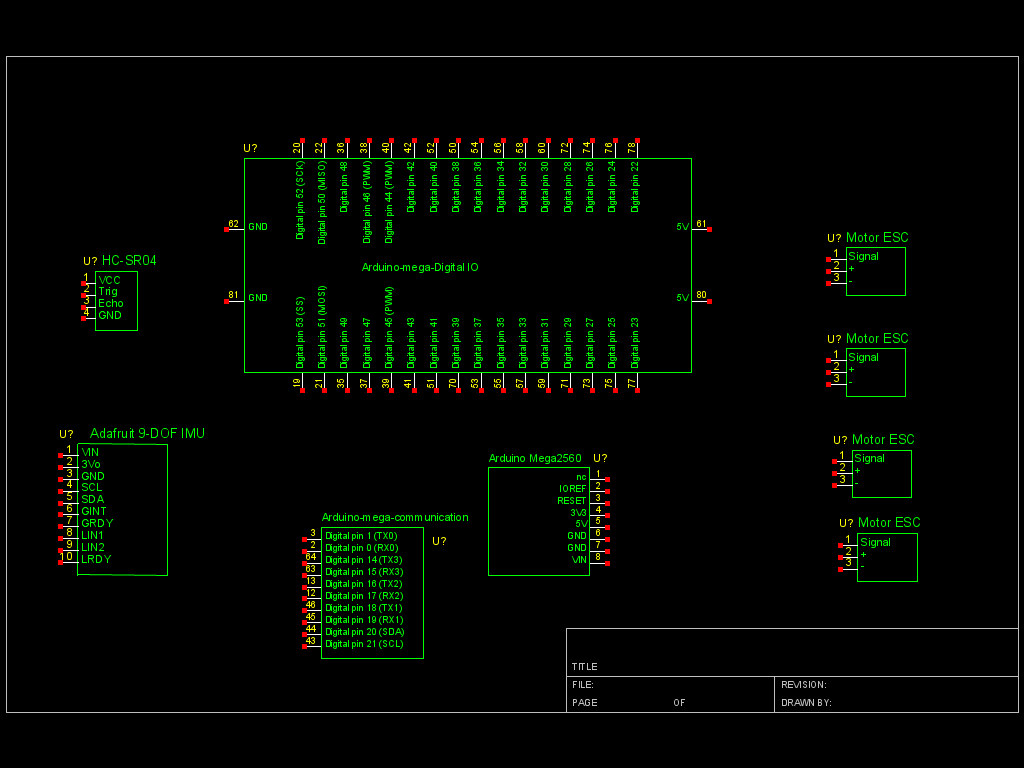 U?
20 22 36 38 40 42 52 50 54 56 58 60 72 74 76 78
Digital pin 52 (SCK)
Digital pin 50 (MISO)
Digital pin 48
Digital pin 46 (PWM)
Digital pin 44 (PWM)
Digital pin 42
Digital pin 40
Digital pin 38
Digital pin 36
Digital pin 34
Digital pin 32
Digital pin 30
Digital pin 28
Digital pin 26
Digital pin 24
Digital pin 22
62 GND
5V 61
Arduino-mega-Digital IO
81 GND
5V 80
Digital pin 53 (SS)
Digital pin 51 (MOSI)
Digital pin 49
Digital pin 47
Digital pin 45 (PWM)
Digital pin 43
Digital pin 41
Digital pin 39
Digital pin 37
Digital pin 35
Digital pin 33
Digital pin 31
Digital pin 29
Digital pin 27
Digital pin 25
Digital pin 23
19 21 35 37 39 41 51 70 53 55 57 59 71 73 75 77
U? HC-SR04
1 VCC
2 Trig
3 Echo
4 GND
U? Motor ESC
1 Signal
2 +
3 -
U? Motor ESC
1 Signal
2 +
3 -
U? Motor ESC
1 Signal
2 +
3 -
U? Motor ESC
1 Signal
2 +
3 -
U? Adafruit 9-DOF IMU
1 VIN
2 3Vo
3 GND
4 SCL
5 SDA
6 GINT
7 GRDY
8 LIN1
9 LIN2
10 LRDY
Arduino Mega2560 U?
nc 1
IOREF 2
RESET 3
3V3 4
5V 5
GND 6
GND 7
VIN 8
Arduino-mega-communication
U?
3 Digital pin 1 (TX0)
2 Digital pin 0 (RX0)
64 Digital pin 14 (TX3)
63 Digital pin 15 (RX3)
13 Digital pin 16 (TX2)
12 Digital pin 17 (RX2)
46 Digital pin 18 (TX1)
45 Digital pin 19 (RX1)
44 Digital pin 20 (SDA)
43 Digital pin 21 (SCL)
TITLE
FILE: REVISION:
PAGE OF DRAWN BY: